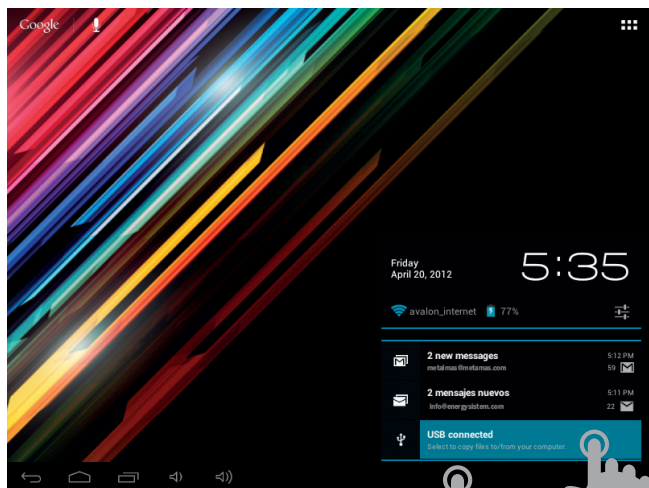 Google
Friday
April 20, 2012
5:35
avalon_internet 77%
2 new messages 5:12 PM
metalmas@metamas.com 59
2 mensajes nuevos 5:11 PM
Info@energysistem.com 22
USB connected
Select to copy files to/from your computer.